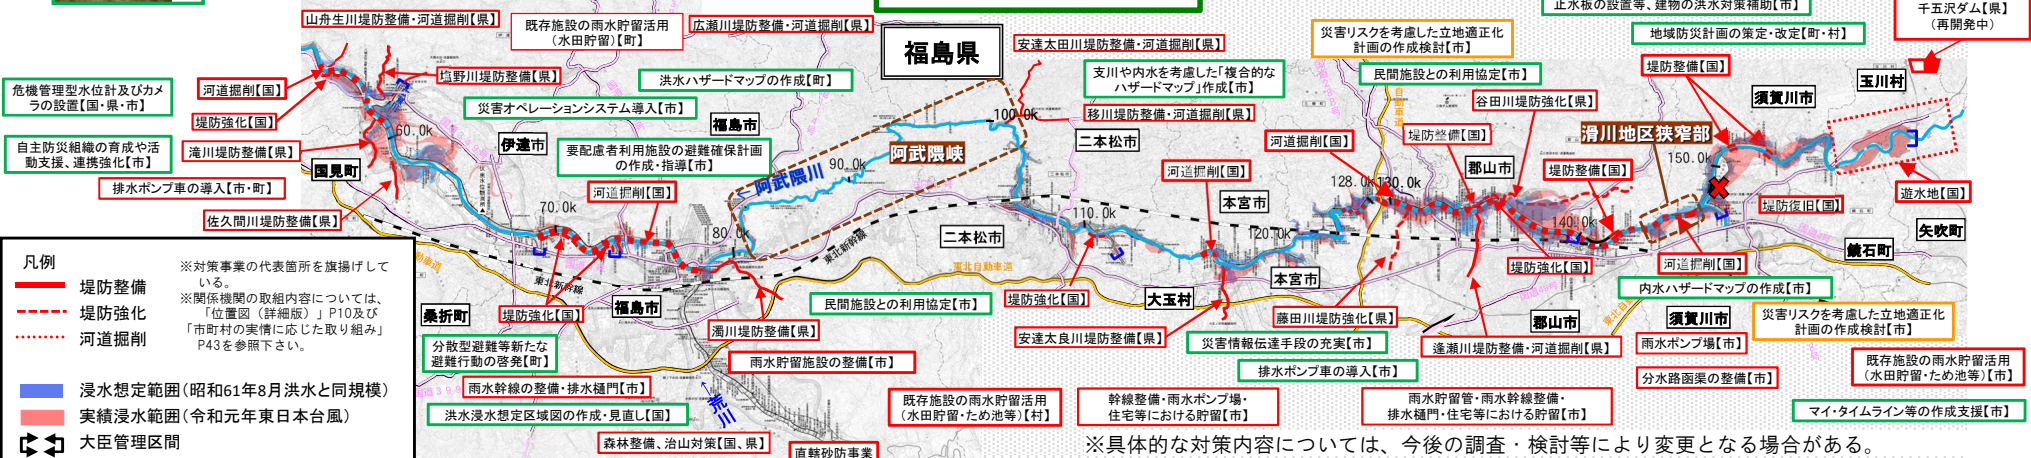 山舟生川堤防整備・河道掘削【県】
既存施設の雨水貯留活用
(水田貯留)【町】
広瀬川堤防整備・河道掘削【県】
福島県
安達太田川堤防整備・河道掘削【県】
災害リスクを考慮した立地適正化
計画の作成検討【市】
止水板の設置等、建物の洪水対策補助【市】
地域防災計画の策定・改定【町・村】
千五沢ダム【県】
(再開発中)
危機管理型水位計及びカメ
ラの設置【国・県・市】
河道掘削【国】
堤防強化【国】
塩野川堤防整備【県】
洪水ハザードマップの作成【町】
災害オペレーションシステム導入【市】
支川や内水を考慮した「複合的な
ハザードマップ」作成【市】
民間施設との利用協定【市】
堤防整備【国】
玉川村
須賀川市
自主防災組織の育成や活
動支援、連携強化【市】
滝川堤防整備【県】
排水ポンプ車の導入【市・町】
国見町
佐久間川堤防整備【県】
60.0k
伊達市
福島市
要配慮者利用施設の避難確保計画
の作成・指導【市】
河道掘削【国】
70.0k
80.0k
阿武隈川
90.0k
阿武隈峡
100.0k
移川堤防整備・河道掘削【県】
二本松市
河道掘削【国】
本宮市
110.0k
120.0k
河道掘削【国】
128.0k
130.0k
堤防整備【国】
谷田川堤防強化【県】
郡山市
堤防整備【国】
140.0k
滑川地区狭窄部
150.0k
堤防復旧【国】
遊水地【国】
矢吹町
鏡石町
凡例
堤防整備
堤防強化
河道掘削
※対策事業の代表箇所を旗揚げして
いる。
※関係機関の取組内容については、
「位置図（詳細版）」P10及び
「市町村の実情に応じた取り組み」
P43を参照下さい。
浸水想定範囲(昭和61年8月洪水と同規模)
実績浸水範囲(令和元年東日本台風)
大臣管理区間
桑折町
東北新幹線
堤防強化【国】
福島市
東北新幹線
二本松市
東北自動車道
堤防強化【国】
大玉村
本宮市
堤防強化【国】
河道掘削【国】
内水ハザードマップの作成【市】
分散型避難等新たな
避難行動の啓発【町】
濁川堤防整備【県】
民間施設との利用協定【市】
安達太良川堤防整備【県】
藤田川堤防強化【県】
災害情報伝達手段の充実【市】
逢瀬川堤防整備・河道掘削【県】
郡山市
須賀川市
雨水ポンプ場【市】
災害リスクを考慮した立地適正化
計画の作成検討【市】
雨水貯留施設の整備【市】
雨水幹線の整備・排水樋門【市】
排水ポンプ車の導入【市】
分水路函渠の整備【市】
既存施設の雨水貯留活用
(水田貯留・ため池等)【市】
洪水浸水想定区域図の作成・見直し【国】
荒川
既存施設の雨水貯留活用
(水田貯留・ため池等)【村】
幹線整備・雨水ポンプ場・
住宅等における貯留【市】
雨水貯留管・雨水幹線整備・
排水樋門・住宅等における貯留【市】
マイ・タイムライン等の作成支援【市】
森林整備、治山対策【国、県】
直轄砂防事業
※具体的な対策内容については、今後の調査・検討等により変更となる場合がある。